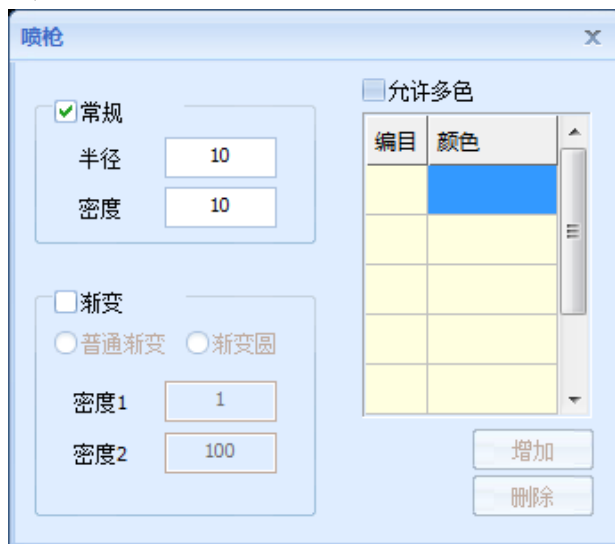 喷枪
常规
半径 10
密度 10
渐变
普通渐变 渐变圆
密度1 1
密度2 100
允许多色
编目 颜色
增加
删除